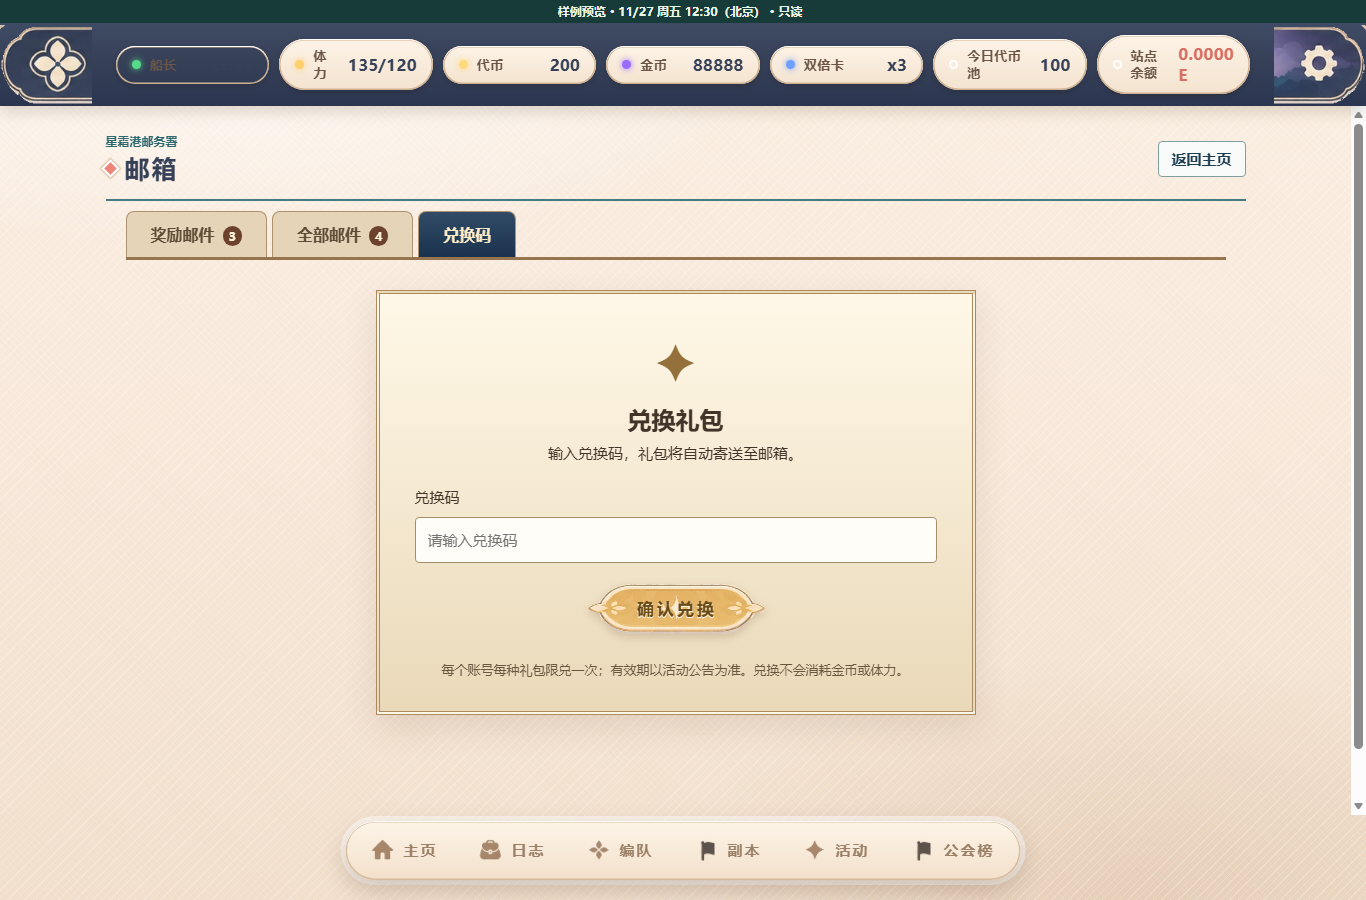 样例预览 • 11/27 周五 12:30（北京） • 只读
船长
体力 135/120
代币 200
金币 88888
双倍卡 x3
今日代币池 100
站点余额 0.0000E
星霜港邮务署
邮箱
返回主页
奖励邮件 3
全部邮件 4
兑换码
兑换礼包
输入兑换码，礼包将自动寄送至邮箱。
兑换码
请输入兑换码
确认兑换
每个账号每种礼包限兑一次；有效期以活动公告为准。兑换不会消耗金币或体力。
主页
日志
编队
副本
活动
公会榜